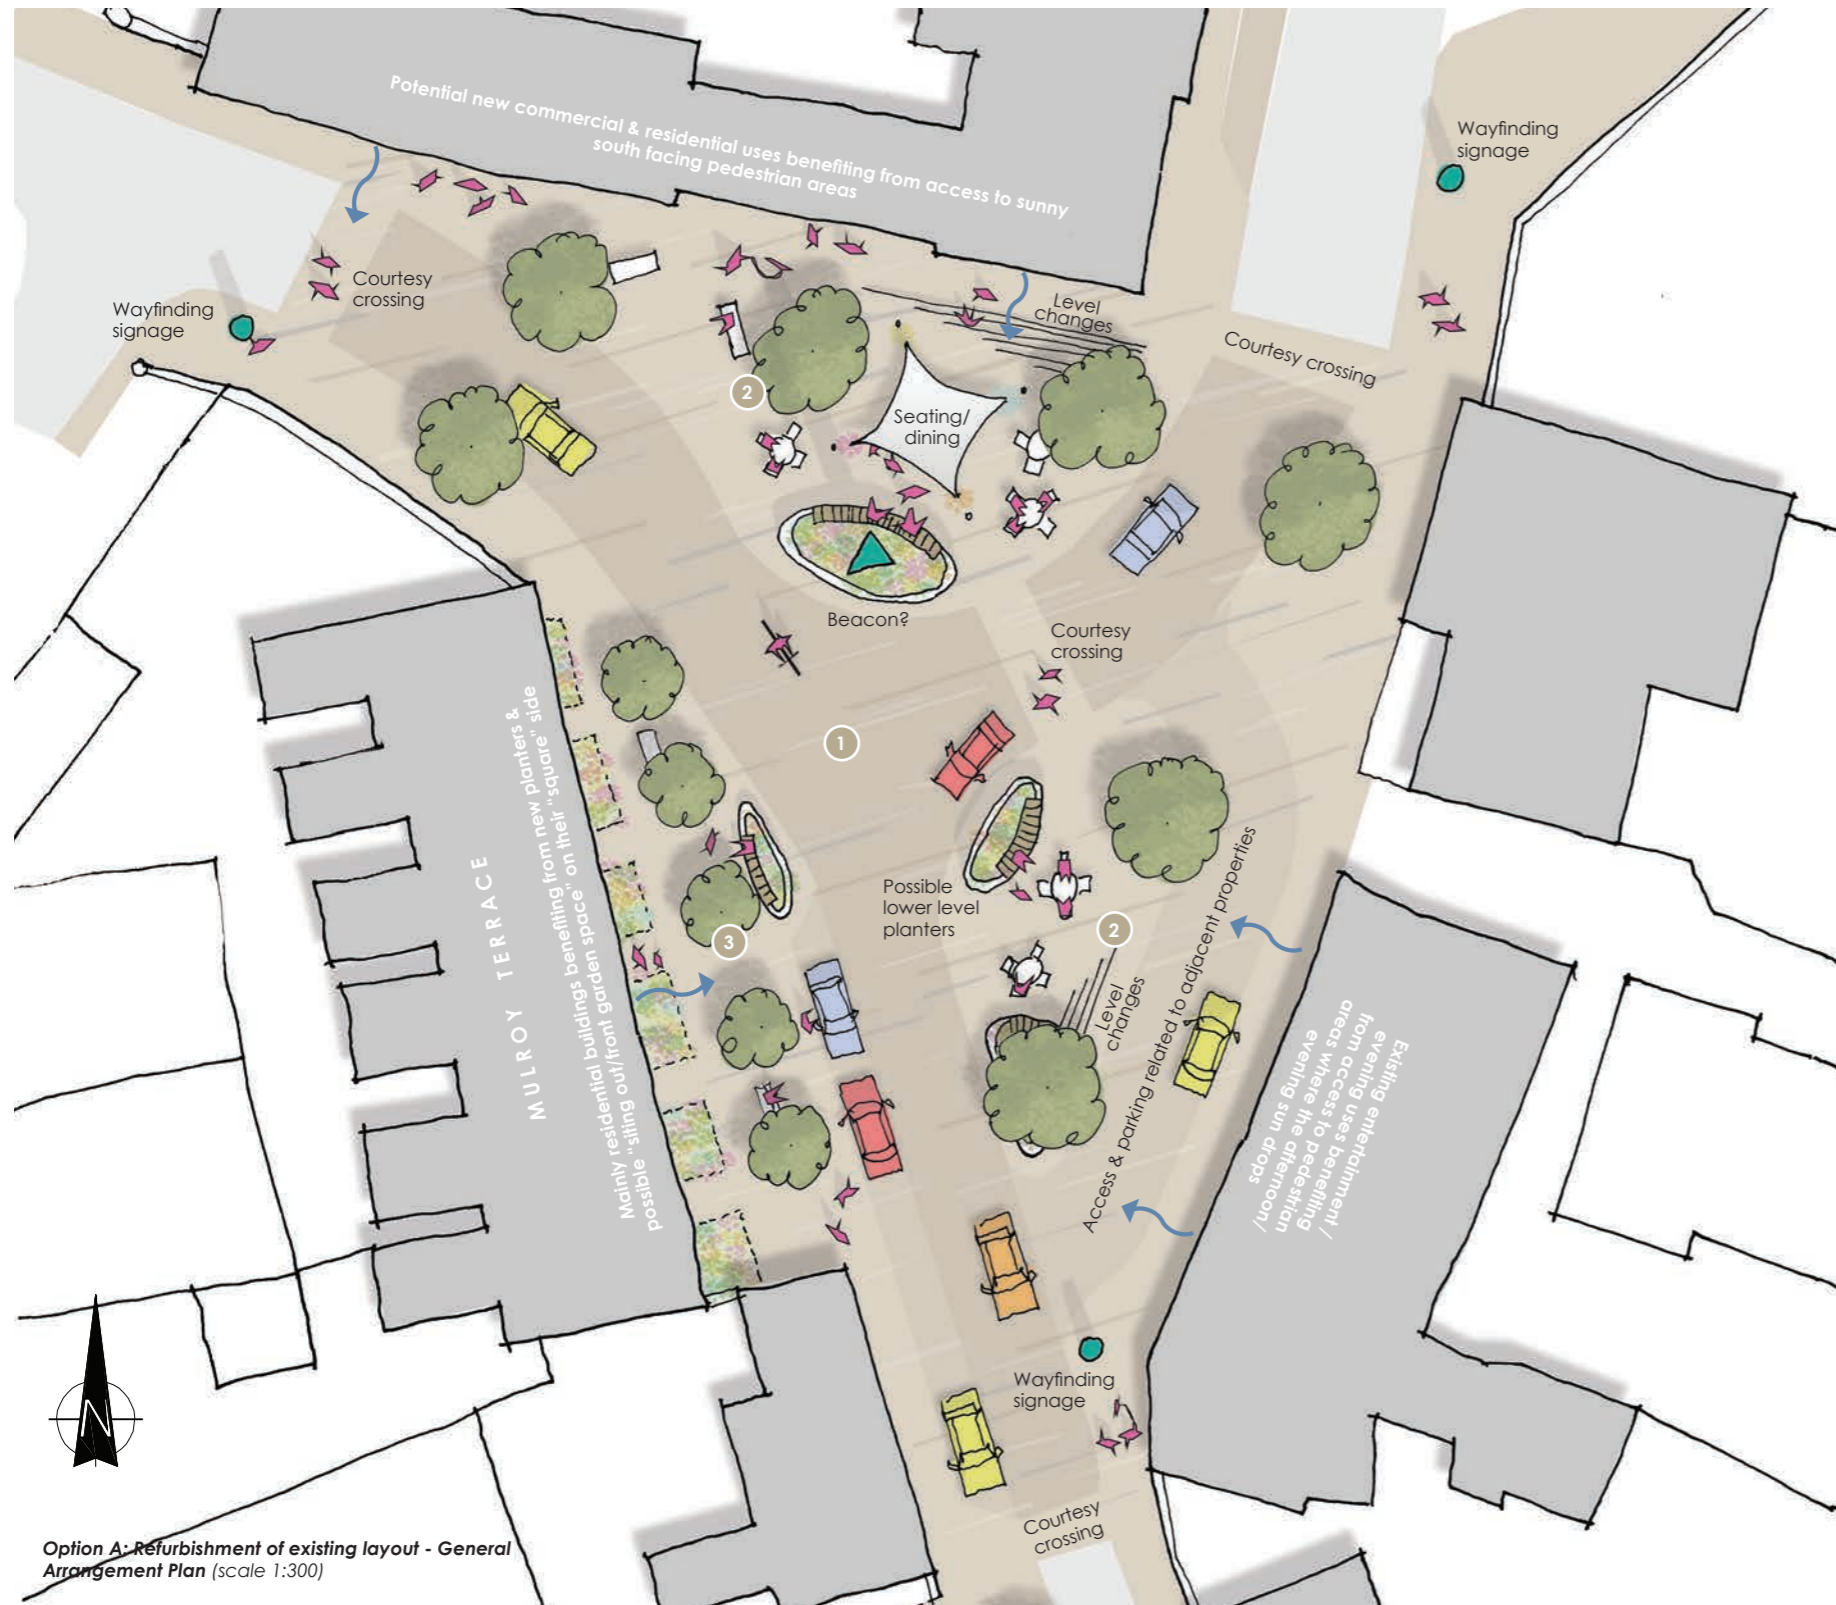 Potential new commercial & residential uses benefiting from access to sunny
south facing pedestrian areas
Wayfinding
signage
Courtesy
crossing
Wayfinding
signage
Level
changes
Courtesy crossing
2
Seating/
dining
Beacon?
Courtesy
crossing
1
MULROY TERRACE
Mainly residential buildings benefiting from new planters &
possible "siting out/front garden space" on their "square" side
Possible
lower level
planters
3
2
Level
changes
Access & parking related to adjacent properties
Existing entertainment /
evening uses benefiting
from access to pedestrian
areas where the afternoon/
evening sun drops
Wayfinding
signage
Courtesy
crossing
N
Option A: Refurbishment of existing layout - General
Arrangement Plan (scale 1:300)